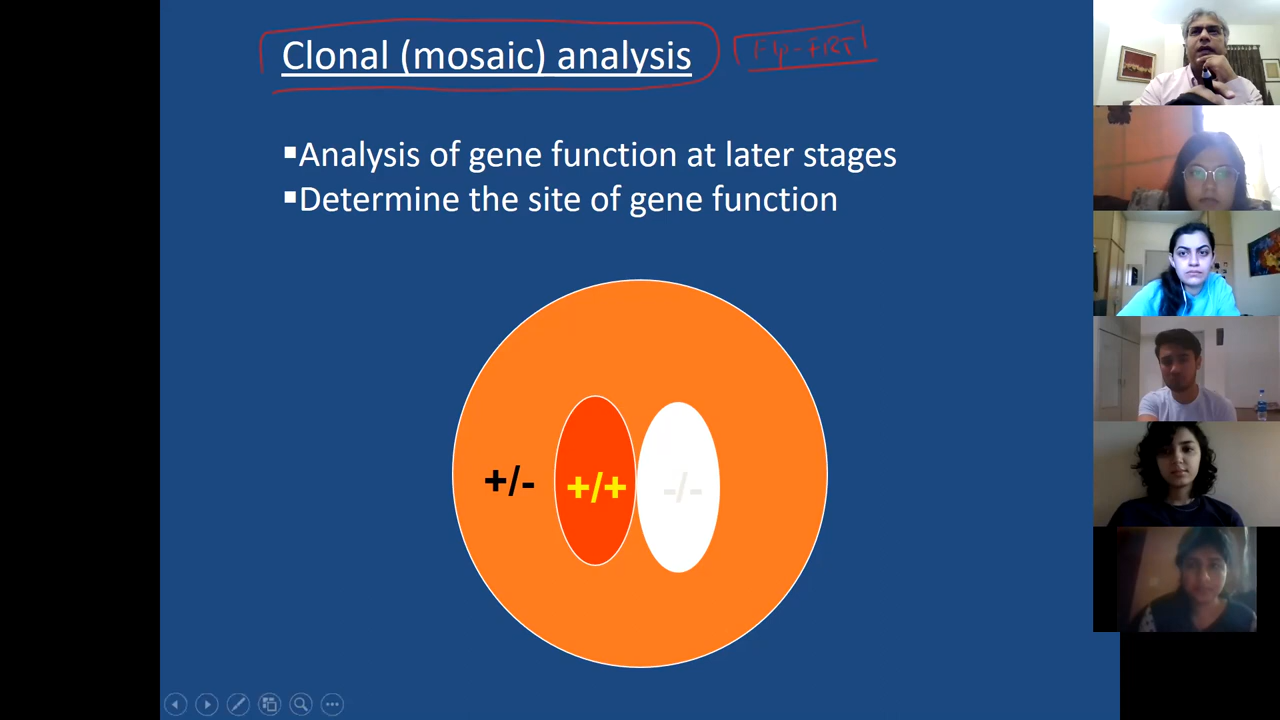 Clonal (mosaic) analysis
Flp-FRT
▪Analysis of gene function at later stages
▪Determine the site of gene function
+/-
+/+
-/-